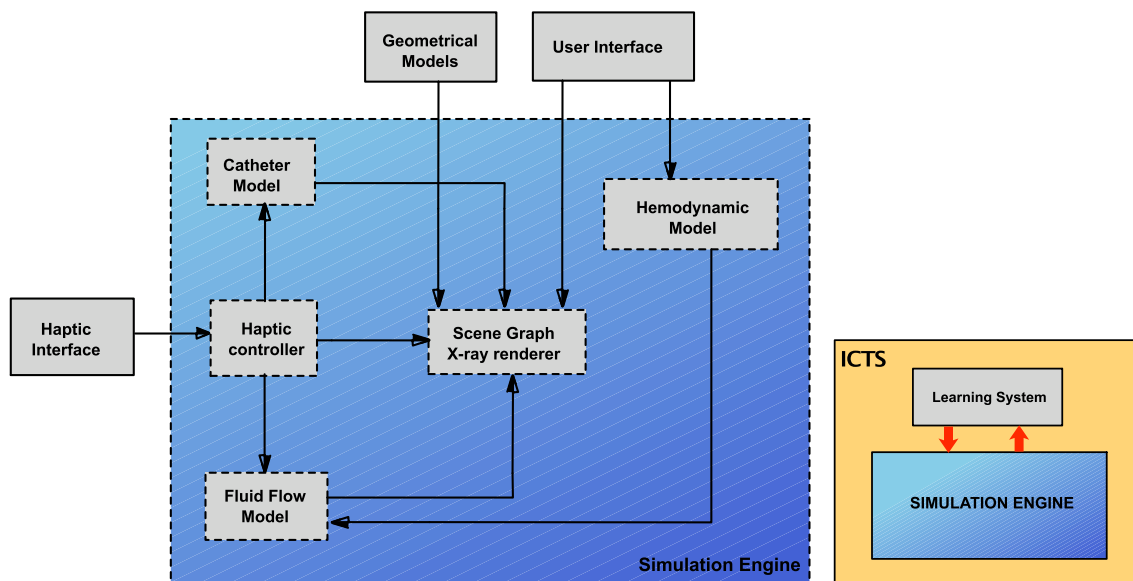 Geometrical
Models
User Interface
Catheter
Model
Hemodynamic
Model
Haptic
Interface
Haptic
controller
Scene Graph
X-ray renderer
Fluid Flow
Model
Simulation Engine
ICTS
Learning System
SIMULATION ENGINE